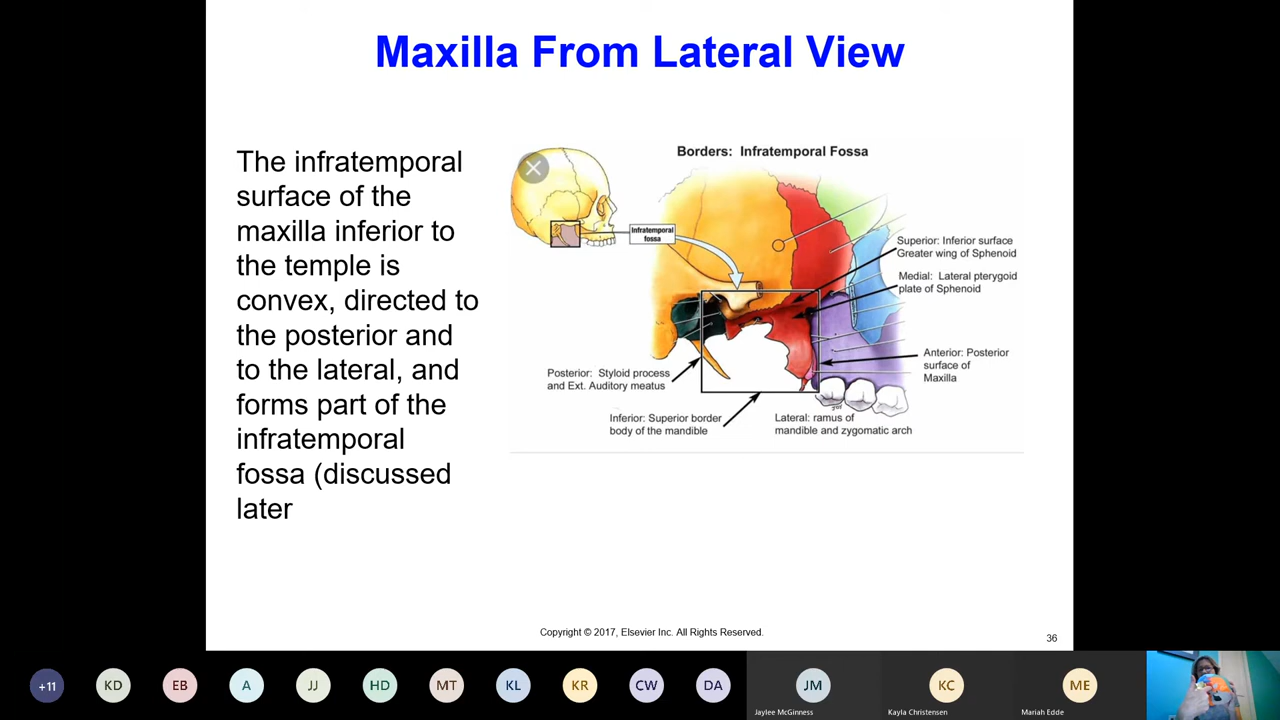 Maxilla From Lateral View
The infratemporal
surface of the
maxilla inferior to
the temple is
convex, directed to
the posterior and
to the lateral, and
forms part of the
infratemporal
fossa (discussed
later
Borders: Infratemporal Fossa
Infratemporal
fossa
Superior: Inferior surface
Greater wing of Sphenoid
Medial: Lateral pterygoid
plate of Sphenoid
Anterior: Posterior
surface of
Maxilla
Posterior: Styloid process
and Ext. Auditory meatus
Inferior: Superior border
body of the mandible
Lateral: ramus of
mandible and zygomatic arch
Copyright © 2017, Elsevier Inc. All Rights Reserved.
36
+11
KD
EB
A
JJ
HD
MT
KL
KR
CW
DA
JM
KC
ME
Jaylee McGinness
Kayla Christensen
Mariah Edde